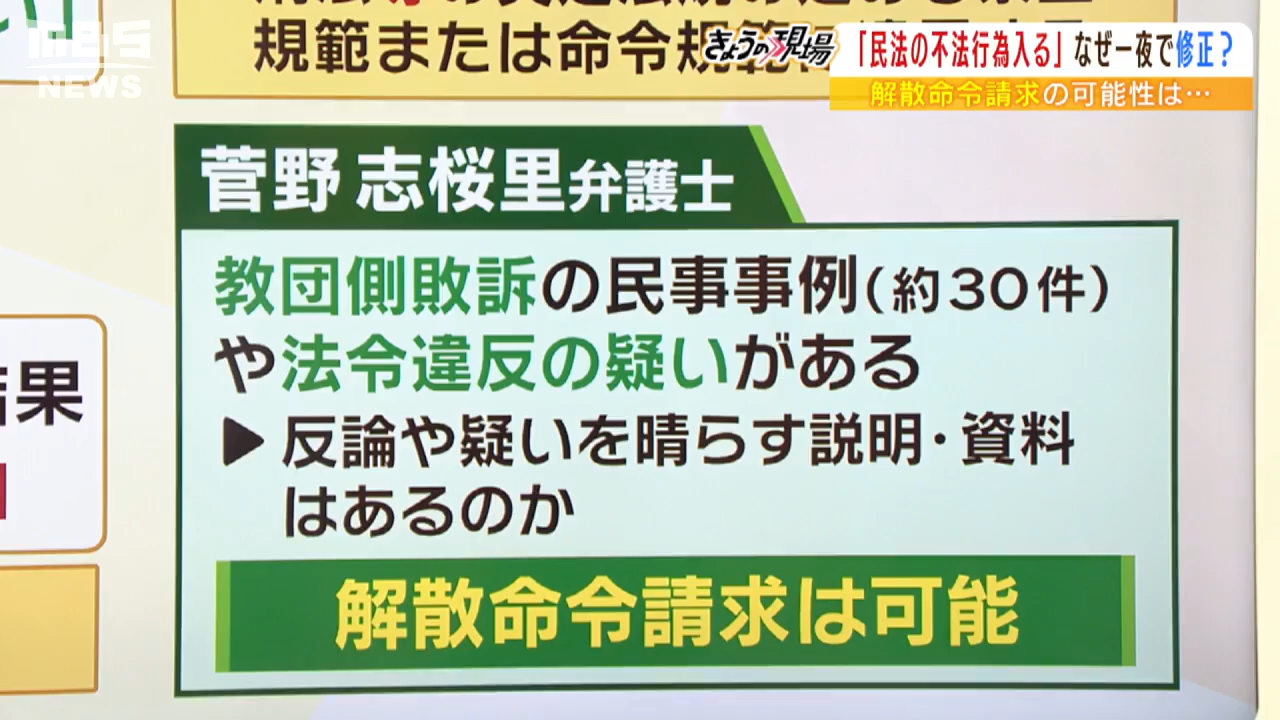 規範または命令規範に
mbs
NEWS
きょうの現場
「民法の不法行為入る」なぜ一夜で修正?
解散命令請求の可能性は…
菅野 志桜里弁護士
教団側敗訴の民事事例(約30件)
や法令違反の疑いがある
▶反論や疑いを晴らす説明・資料
はあるのか
解散命令請求は可能
結果